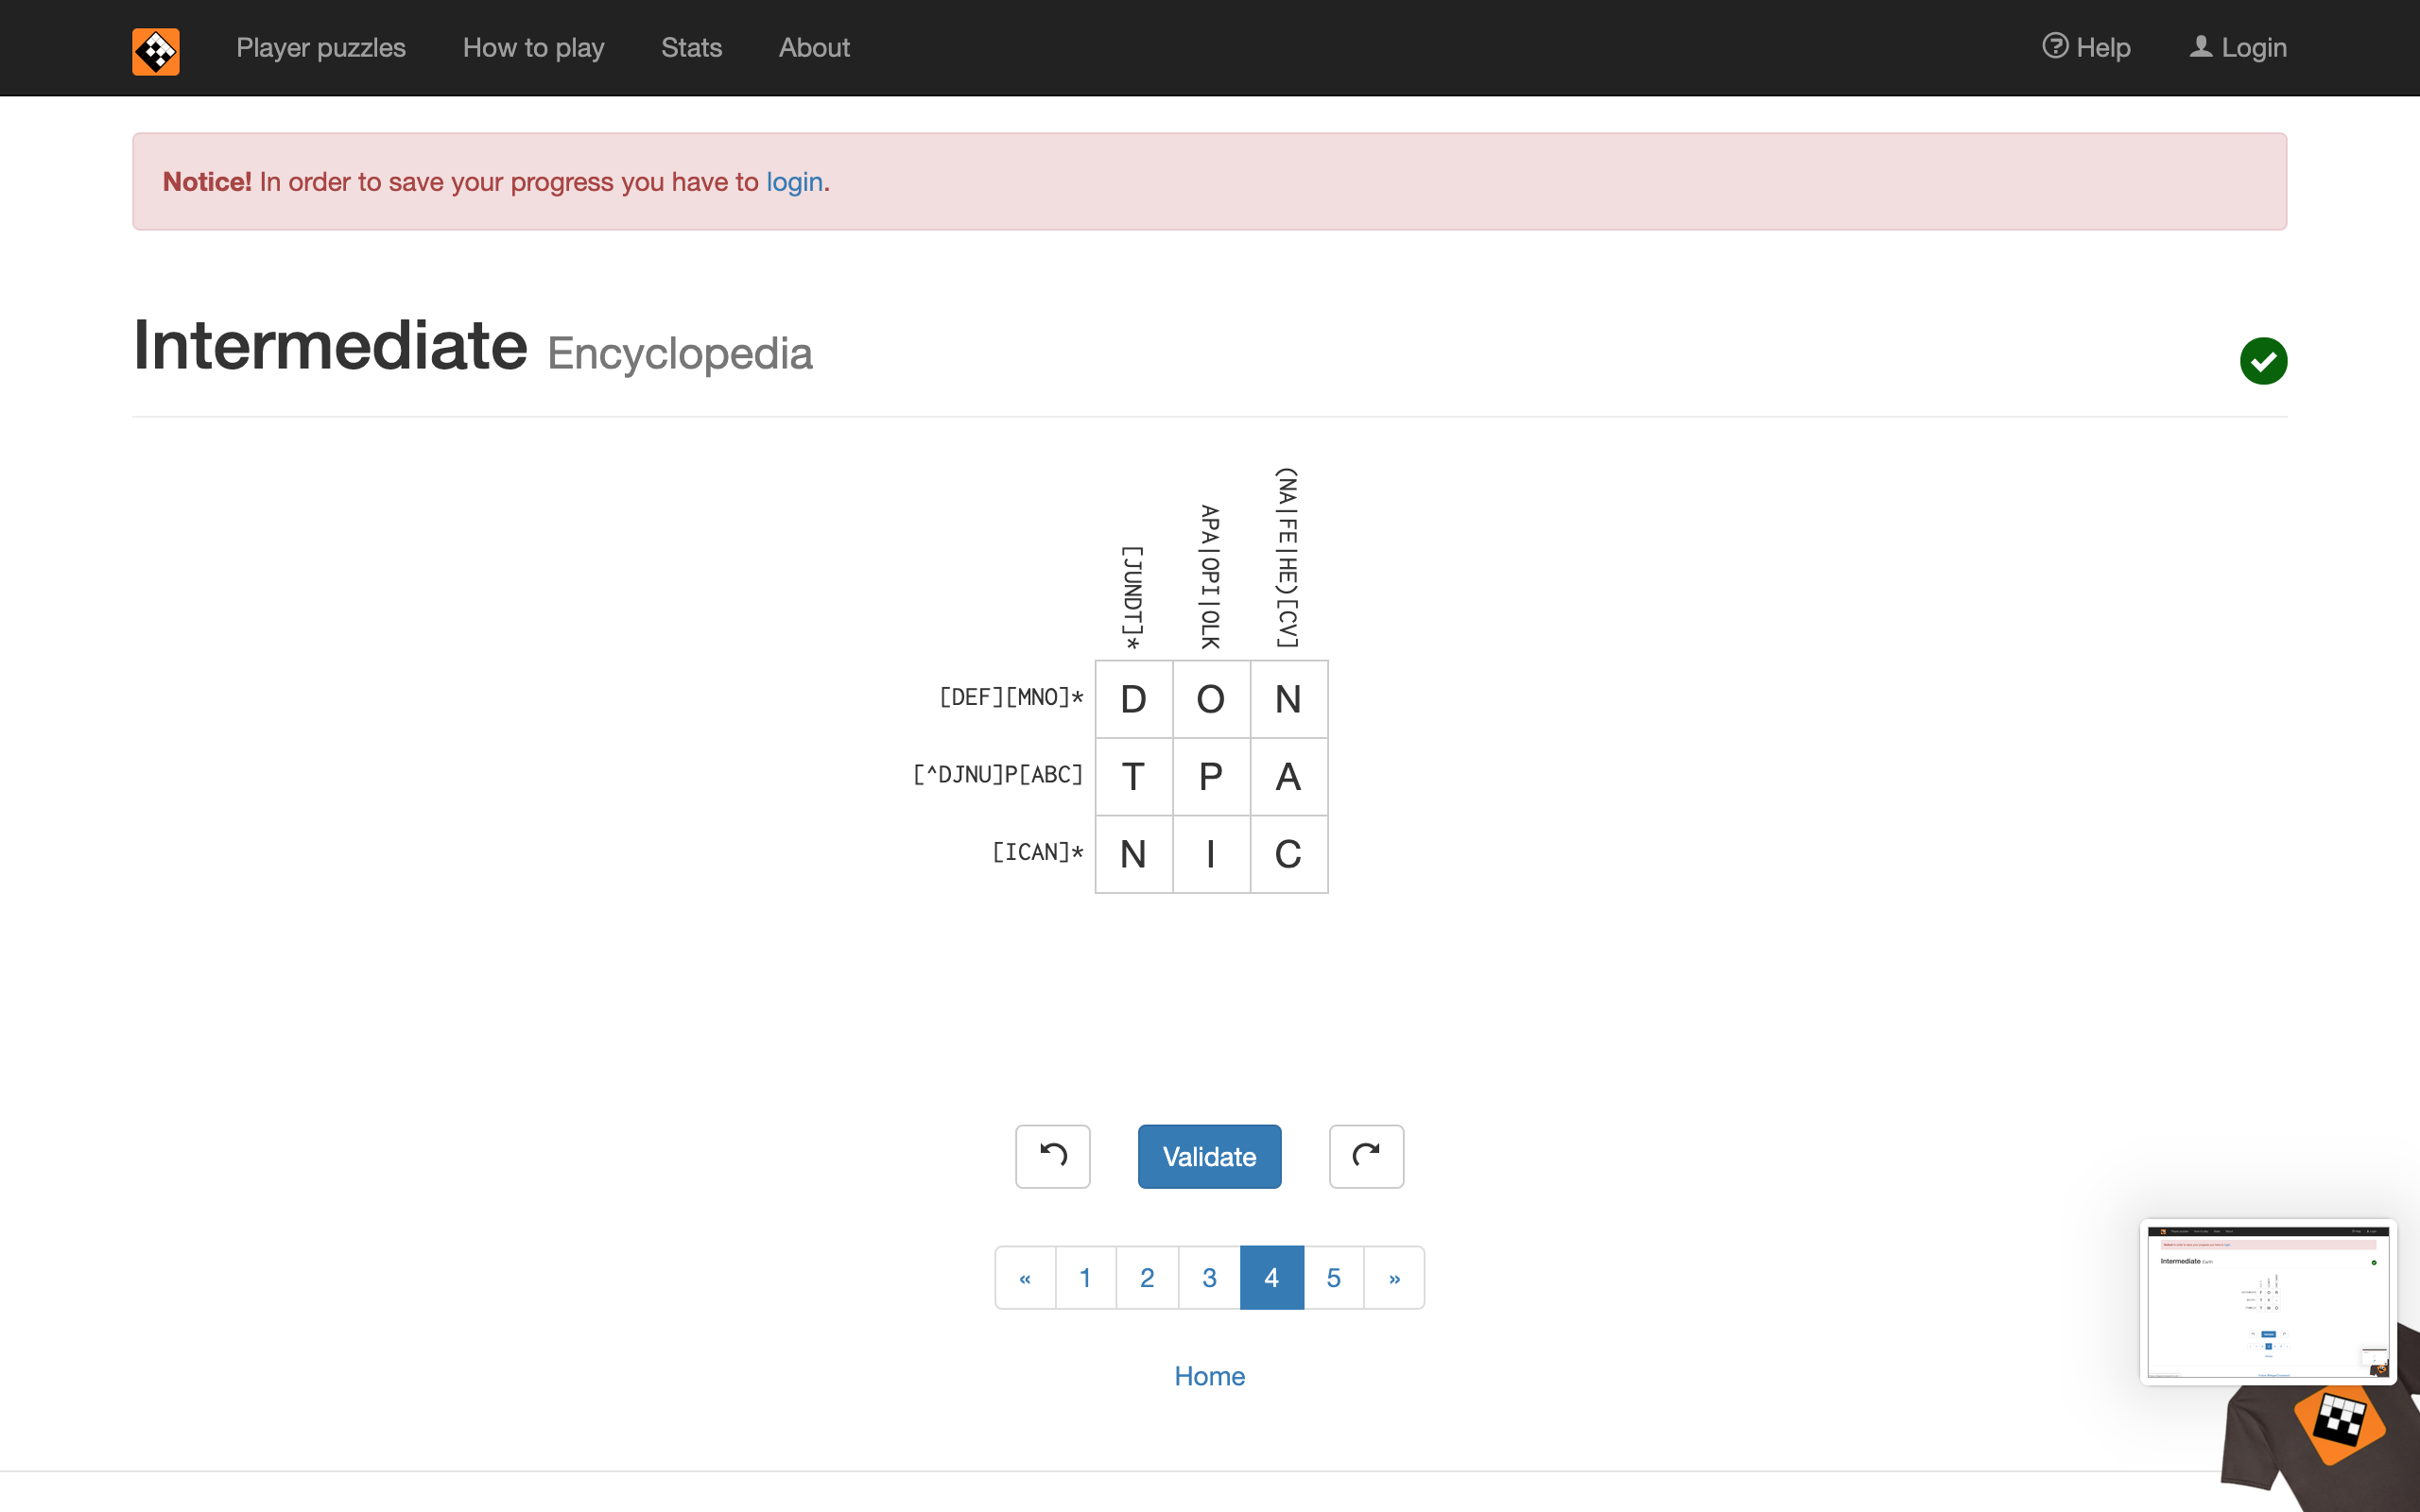 Player puzzles How to play Stats About Help Login
Notice! In order to save your progress you have to login.
Intermediate Encyclopedia
[JUNDT]*
APA|OPI|OLK
(NA|FE|HE)[CV]
[DEF][MNO]* D O N
[^DJNU]P[ABC] T P A
[ICAN]* N I C
Validate
« 1 2 3 4 5 »
Home
Intermediate